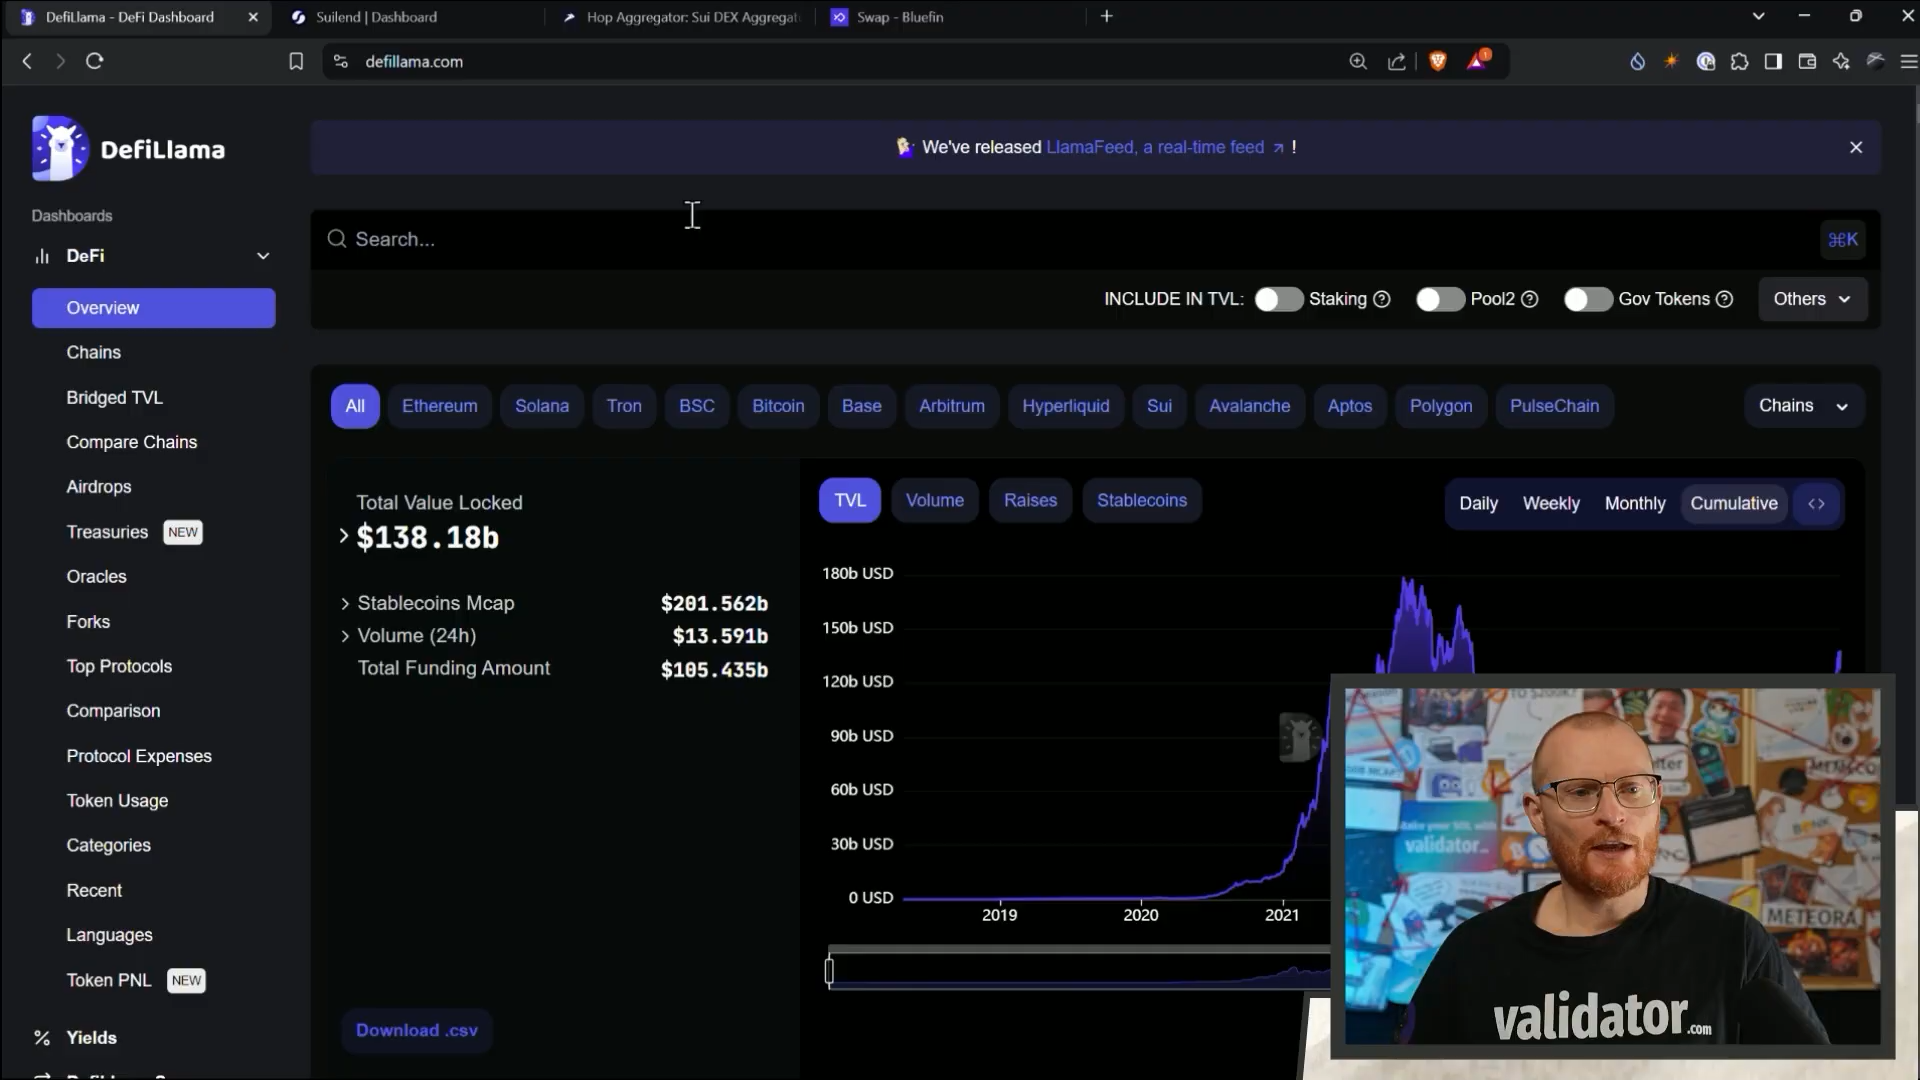 DefiLlama - DeFi Dashboard
Suilend | Dashboard
Hop Aggregator: Sui DEX Aggregat
Swap - Bluefin
defillama.com
1
DefiLlama
We've released LlamaFeed, a real-time feed ↗ !
Dashboards
Search...
⌘K
DeFi
INCLUDE IN TVL: Staking Pool2 Gov Tokens Others
Overview
Chains
Bridged TVL
Compare Chains
Airdrops
Treasuries NEW
Oracles
Forks
Top Protocols
Comparison
Protocol Expenses
Token Usage
Categories
Recent
Languages
Token PNL NEW
Yields
All Ethereum Solana Tron BSC Bitcoin Base Arbitrum Hyperliquid Sui Avalanche Aptos Polygon PulseChain Chains
Total Value Locked
$138.18b
Stablecoins Mcap $201.562b
Volume (24h) $13.591b
Total Funding Amount $105.435b
Download .csv
TVL Volume Raises Stablecoins
Daily Weekly Monthly Cumulative
180b USD
150b USD
120b USD
90b USD
60b USD
30b USD
0 USD
2019 2020 2021
TO $200K?
validator
BONK
METEORA
validator.com